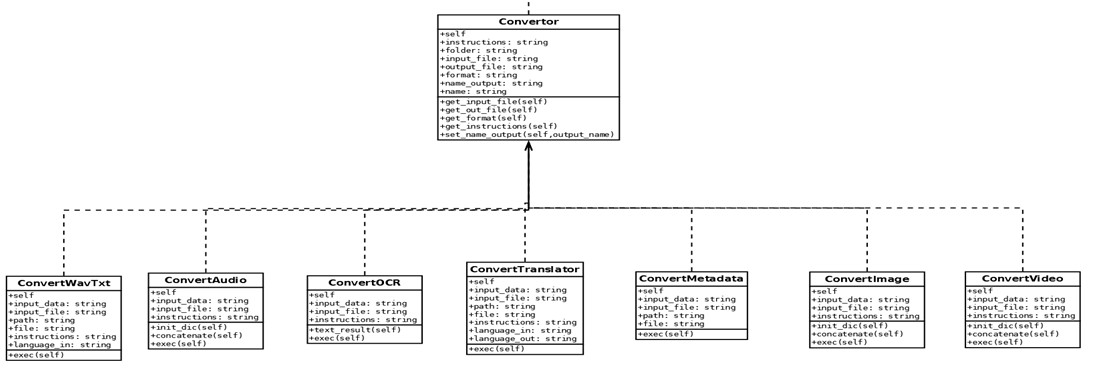 Convertor
+self
+instructions: string
+folder: string
+input_file: string
+output_file: string
+format: string
+name_output: string
+name: string
+get_input_file(self)
+get_out_file(self)
+get_format(self)
+get_instructions(self)
+set_name_output(self,output_name)
ConvertWavTxt
+self
+input_data: string
+input_file: string
+path: string
+file: string
+instructions: string
+language_in: string
+exec(self)
ConvertAudio
+self
+input_data: string
+input_file: string
+instructions: string
+init_dic(self)
+concatenate(self)
+exec(self)
ConvertOCR
+self
+input_data: string
+input_file: string
+instructions: string
+text_result(self)
+exec(self)
ConvertTranslator
+self
+input_data: string
+input_file: string
+path: string
+file: string
+instructions: string
+language_in: string
+language_out: string
+exec(self)
ConvertMetadata
+self
+input_data: string
+input_file: string
+path: string
+file: string
+exec(self)
ConvertImage
+self
+input_data: string
+input_file: string
+instructions: string
+init_dic(self)
+concatenate(self)
+exec(self)
ConvertVideo
+self
+input_data: string
+input_file: string
+instructions: string
+init_dic(self)
+concatenate(self)
+exec(self)